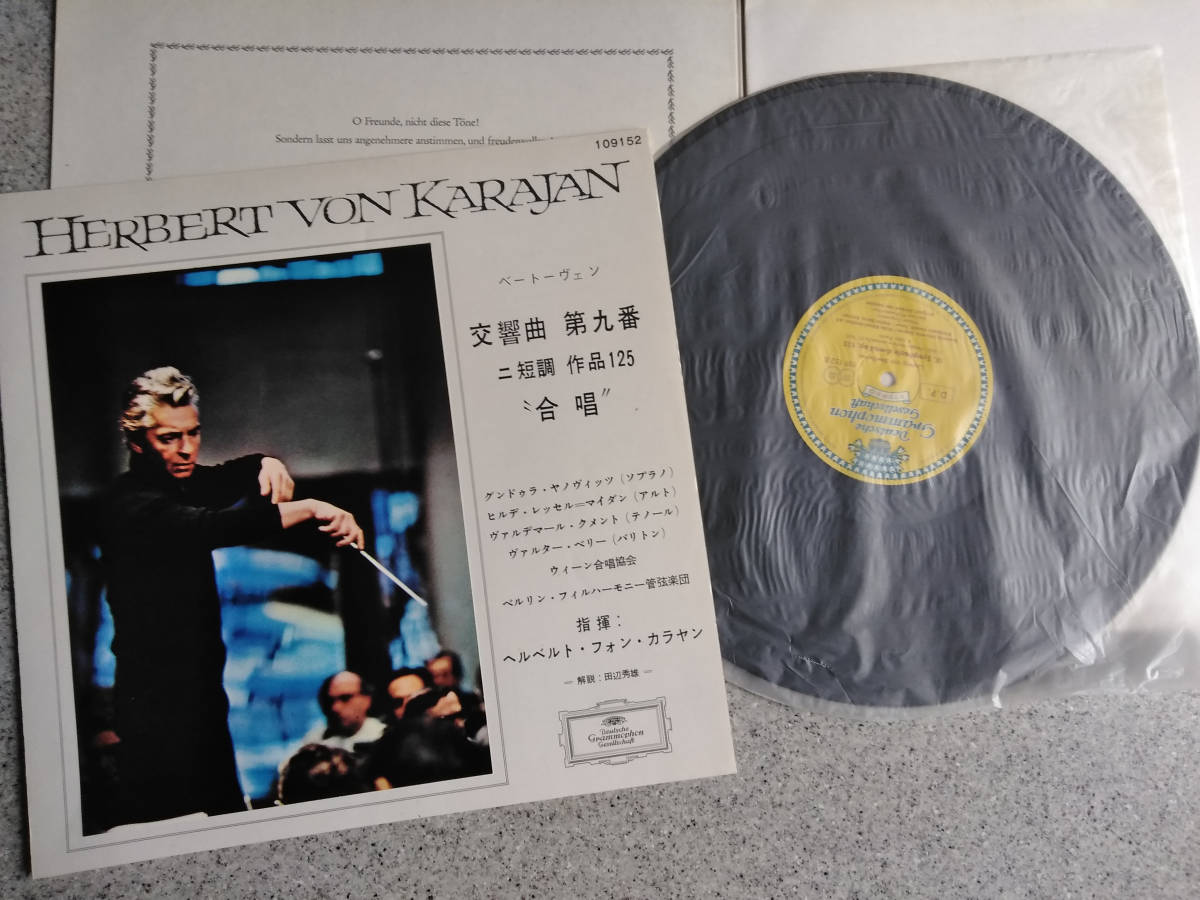 O Freunde, nicht diese Töne!
Sondern lasst uns angenehmere anstimmen, und
109152
HERBERT VON KARAJAN
ベートーヴェン
交響曲 第九番
ニ短調 作品125
〝合唱〟
グンドゥラ・ヤノヴィッツ(ソプラノ)
ヒルデ・レッセル=マイダン(アルト)
ヴァルデマール・クメント(テノール)
ヴァルター・ベリー(バリトン)
ウィーン合唱協会
ベルリン・フィルハーモニー管弦楽団
指揮:
ヘルベルト・フォン・カラヤン
— 解説:田辺秀雄 —
Deutsche
Grammophon
Gesellschaft
Deutsche
Grammophon
Gesellschaft